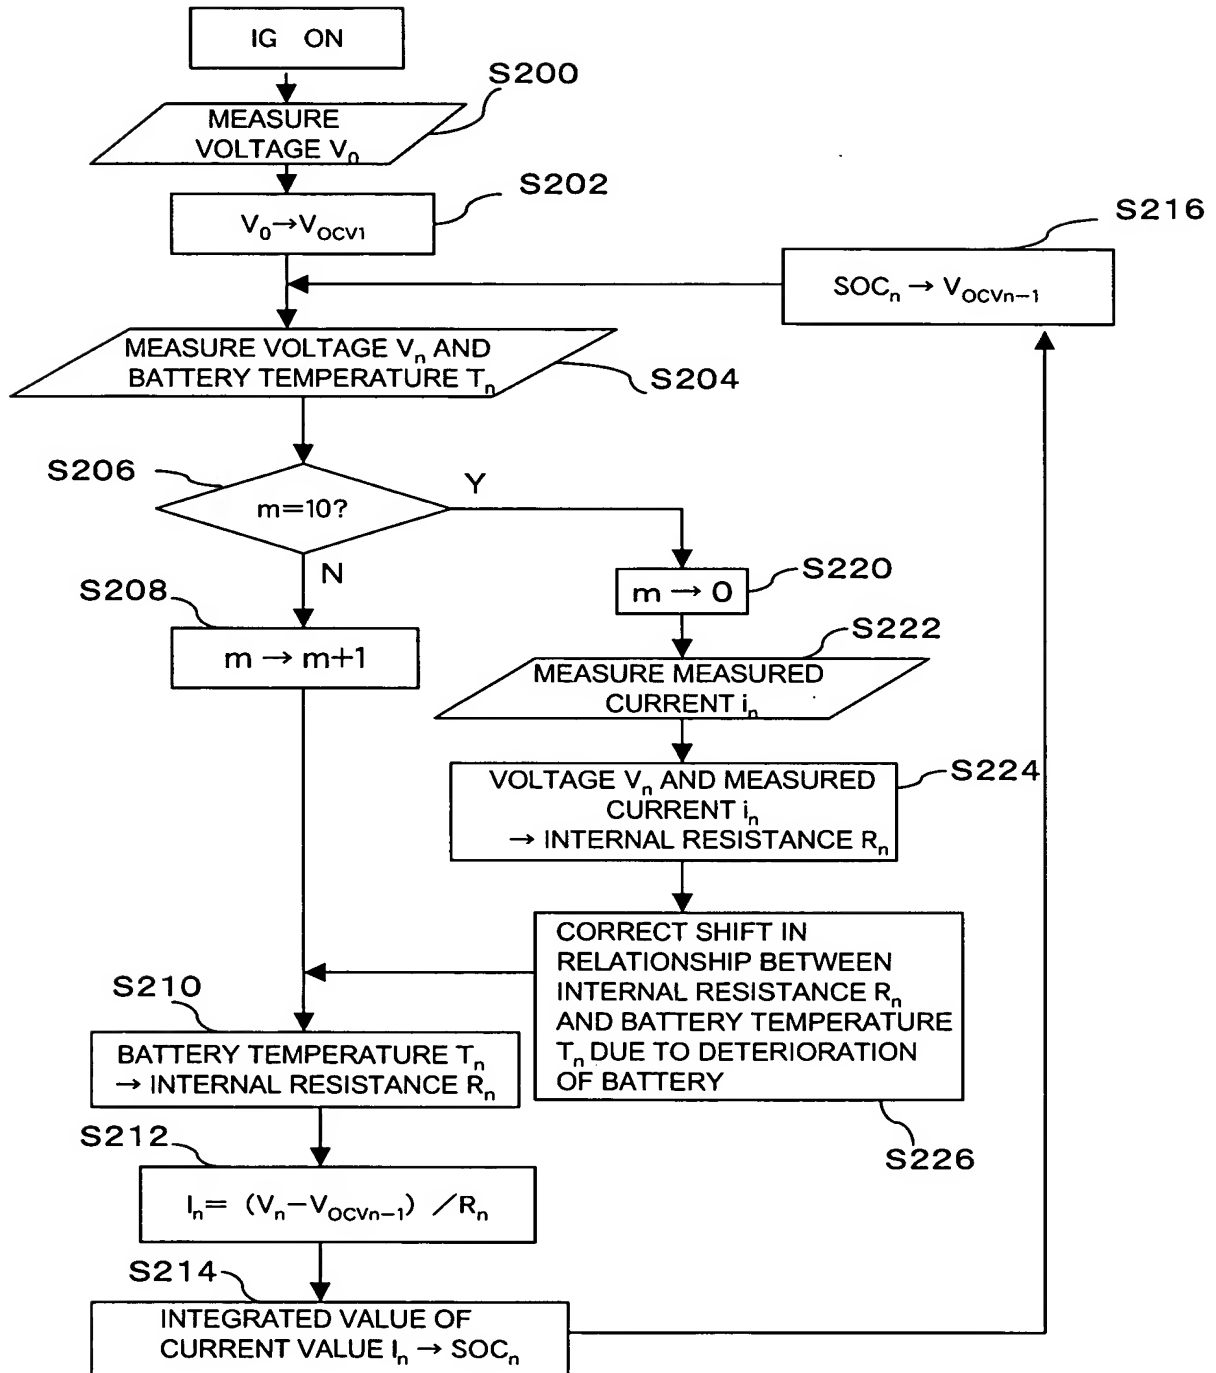 IG ON
S200
MEASURE
VOLTAGE V0
S202
V0→VOCV1
S216
SOCn → VOCVn−1
MEASURE VOLTAGE Vn AND
BATTERY TEMPERATURE Tn
S204
S206
m=10?
Y
N
S208
m → m+1
S220
m → 0
S222
MEASURE MEASURED
CURRENT in
S224
VOLTAGE Vn AND MEASURED
CURRENT in
→ INTERNAL RESISTANCE Rn
CORRECT SHIFT IN
RELATIONSHIP BETWEEN
INTERNAL RESISTANCE Rn
AND BATTERY TEMPERATURE
Tn DUE TO DETERIORATION
OF BATTERY
S226
S210
BATTERY TEMPERATURE Tn
→ INTERNAL RESISTANCE Rn
S212
In= (Vn−VOCVn−1) /Rn
S214
INTEGRATED VALUE OF
CURRENT VALUE In → SOCn